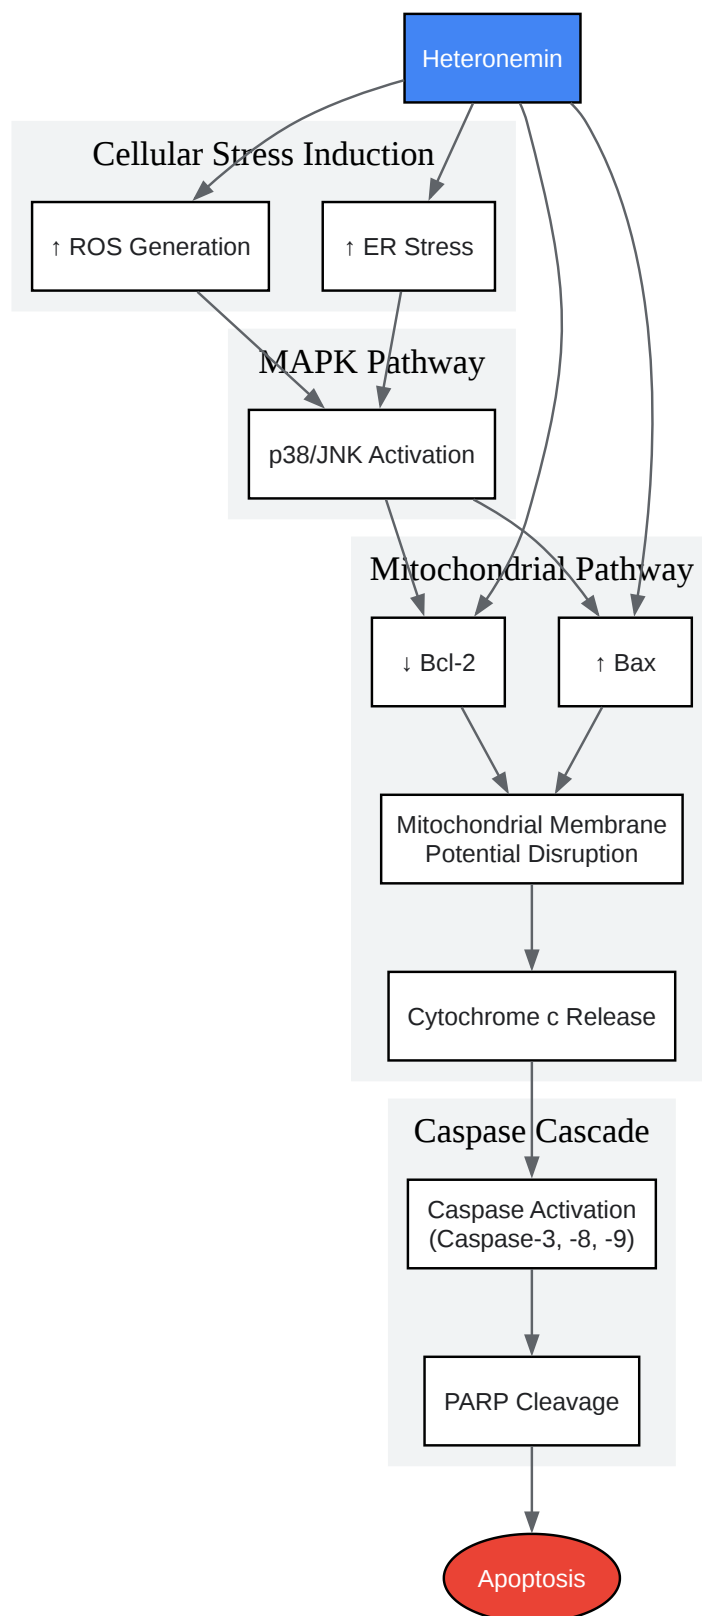 Heteronemin
Cellular Stress Induction
↑ ROS Generation
↑ ER Stress
MAPK Pathway
p38/JNK Activation
Mitochondrial Pathway
↓ Bcl-2
↑ Bax
Mitochondrial Membrane
Potential Disruption
Cytochrome c Release
Caspase Cascade
Caspase Activation
(Caspase-3, -8, -9)
PARP Cleavage
Apoptosis